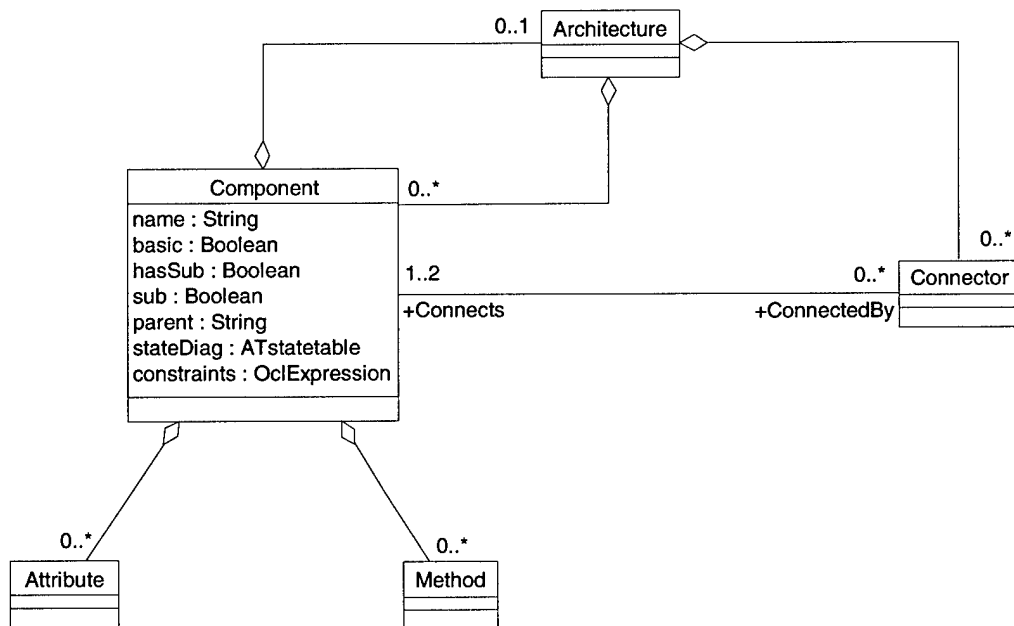 0..1
Architecture
Component
name : String
basic : Boolean
hasSub : Boolean
sub : Boolean
parent : String
stateDiag : ATstatetable
constraints : OclExpression
0..*
1..2
+Connects
0..*
+ConnectedBy
0..*
Connector
0..*
Attribute
0..*
Method